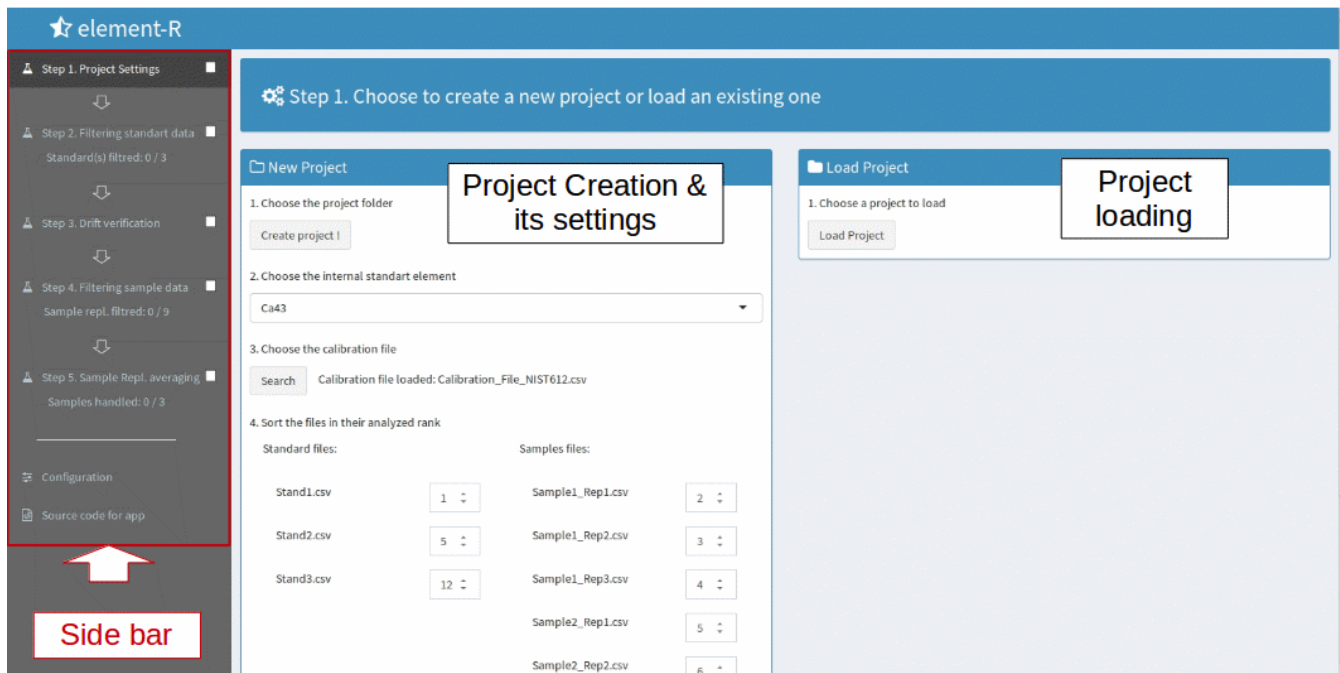 element-R
Step 1. Project Settings
Step 2. Filtering standart data
Standard(s) filtred: 0 / 3
Step 3. Drift verification
Step 4. Filtering sample data
Sample repl. filtred: 0 / 9
Step 5. Sample Repl. averaging
Samples handled: 0 / 3
Configuration
Source code for app
Side bar
Step 1. Choose to create a new project or load an existing one
New Project
Project Creation &
its settings
1. Choose the project folder
Create project !
2. Choose the internal standart element
Ca43
3. Choose the calibration file
Search Calibration file loaded: Calibration_File_NIST612.csv
4. Sort the files in their analyzed rank
Standard files: Samples files:
Stand1.csv 1 Sample1_Rep1.csv 2
Stand2.csv 5 Sample1_Rep2.csv 3
Stand3.csv 12 Sample1_Rep3.csv 4
Sample2_Rep1.csv 5
Sample2_Rep2.csv 6
Load Project
Project
loading
1. Choose a project to load
Load Project